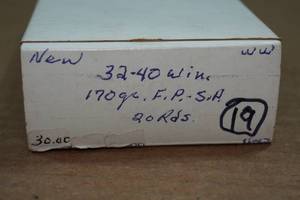 New WW
32-40 Win.
170gr. F.P.-S.A.
20 Rds. 19
30.00